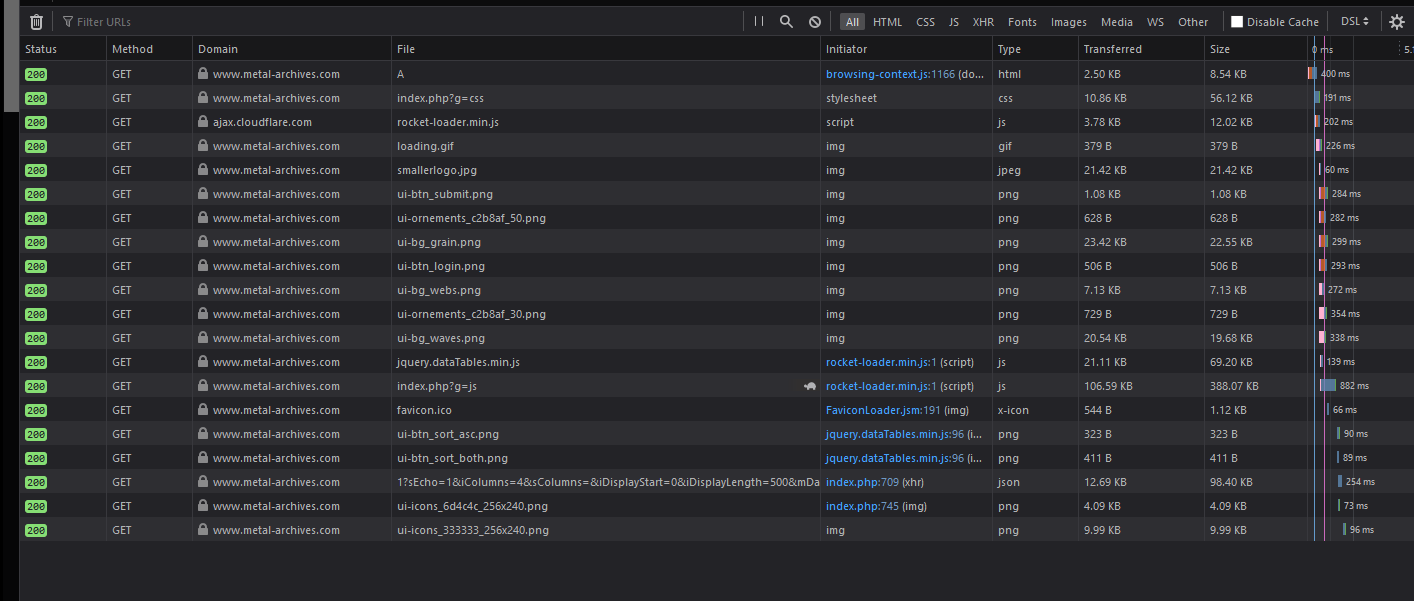 Filter URLs All HTML CSS JS XHR Fonts Images Media WS Other Disable Cache DSL
Status Method Domain File Initiator Type Transferred Size 0 ms 5.1
200 GET www.metal-archives.com A browsing-context.js:1166 (do... html 2.50 KB 8.54 KB 400 ms
200 GET www.metal-archives.com index.php?g=css stylesheet css 10.86 KB 56.12 KB 191 ms
200 GET ajax.cloudflare.com rocket-loader.min.js script js 3.78 KB 12.02 KB 202 ms
200 GET www.metal-archives.com loading.gif img gif 379 B 379 B 226 ms
200 GET www.metal-archives.com smallerlogo.jpg img jpeg 21.42 KB 21.42 KB 60 ms
200 GET www.metal-archives.com ui-btn_submit.png img png 1.08 KB 1.08 KB 284 ms
200 GET www.metal-archives.com ui-ornements_c2b8af_50.png img png 628 B 628 B 282 ms
200 GET www.metal-archives.com ui-bg_grain.png img png 23.42 KB 22.55 KB 299 ms
200 GET www.metal-archives.com ui-btn_login.png img png 506 B 506 B 293 ms
200 GET www.metal-archives.com ui-bg_webs.png img png 7.13 KB 7.13 KB 272 ms
200 GET www.metal-archives.com ui-ornements_c2b8af_30.png img png 729 B 729 B 354 ms
200 GET www.metal-archives.com ui-bg_waves.png img png 20.54 KB 19.68 KB 338 ms
200 GET www.metal-archives.com jquery.dataTables.min.js rocket-loader.min.js:1 (script) js 21.11 KB 69.20 KB 139 ms
200 GET www.metal-archives.com index.php?g=js rocket-loader.min.js:1 (script) js 106.59 KB 388.07 KB 882 ms
200 GET www.metal-archives.com favicon.ico FaviconLoader.jsm:191 (img) x-icon 544 B 1.12 KB 66 ms
200 GET www.metal-archives.com ui-btn_sort_asc.png jquery.dataTables.min.js:96 (i... png 323 B 323 B 90 ms
200 GET www.metal-archives.com ui-btn_sort_both.png jquery.dataTables.min.js:96 (i... png 411 B 411 B 89 ms
200 GET www.metal-archives.com 1?sEcho=1&iColumns=4&sColumns=&iDisplayStart=0&iDisplayLength=500&mDa index.php:709 (xhr) json 12.69 KB 98.40 KB 254 ms
200 GET www.metal-archives.com ui-icons_6d4c4c_256x240.png index.php:745 (img) png 4.09 KB 4.09 KB 73 ms
200 GET www.metal-archives.com ui-icons_333333_256x240.png img png 9.99 KB 9.99 KB 96 ms